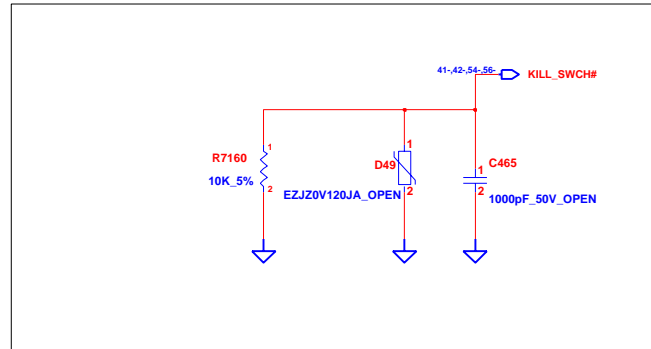 41-,42-,54-,56-
KILL_SWCH#
R7160
1
2
10K_5%
D49
1
2
EZJZ0V120JA_OPEN
C465
1
2
1000pF_50V_OPEN